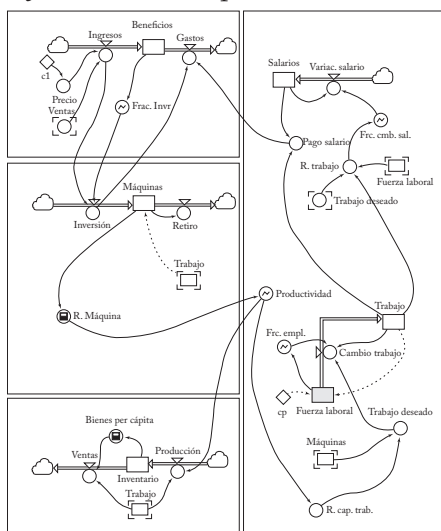 Beneficios
Ingresos
Gastos
c1
Precio
Ventas
Frac. Invr
Salarios
Variac. salario
Frc. cmb. sal.
Pago salario
R. trabajo
Fuerza laboral
Trabajo deseado
Máquinas
Inversión
Retiro
Trabajo
R. Máquina
Productividad
Trabajo
Frc. empl.
Cambio trabajo
cp
Fuerza laboral
Trabajo deseado
Máquinas
R. cap. trab.
Bienes per cápita
Ventas
Producción
Inventario
Trabajo